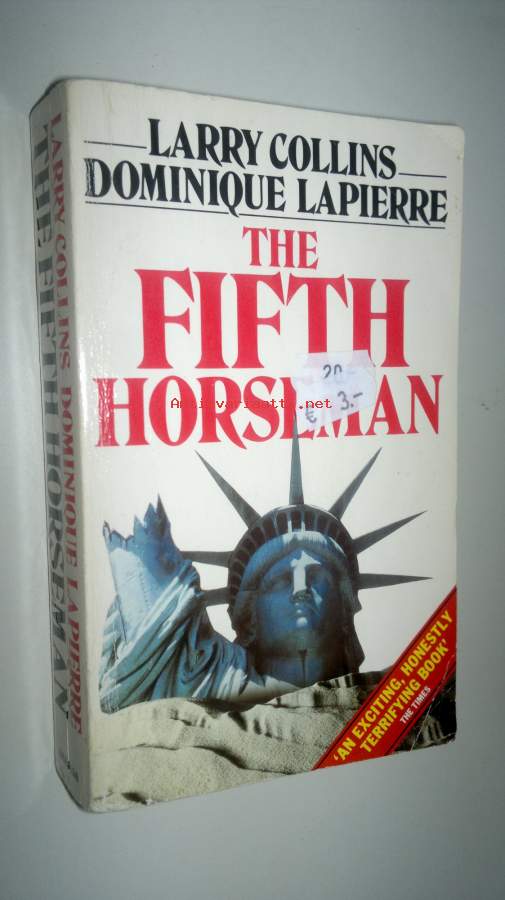 LARRY COLLINS
DOMINIQUE LAPIERRE
THE
FIFTH
HORSEMAN
20
€ 3.-
Antikvariaatti.net
'AN EXCITING, HONESTLY
TERRIFYING BOOK'
THE TIMES
LARRY COLLINS DOMINIQUE LAPIERRE
THE FIFTH HORSEMAN